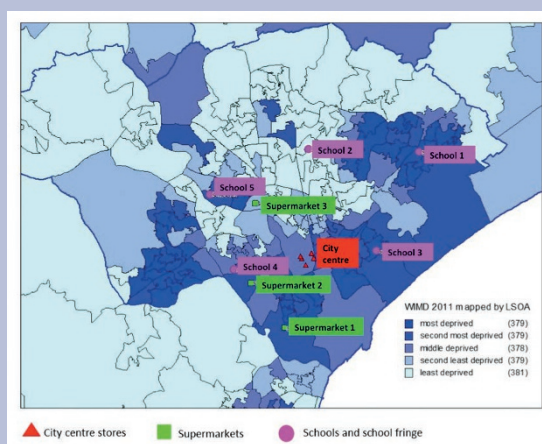 School 2
School 1
School 5
Supermarket 3
City
centre
School 3
School 4
Supermarket 2
Supermarket 1
WIMD 2011 mapped by LSOA
most deprived (379)
second most deprived (379)
middle deprived (378)
second least deprived (379)
least deprived (381)
City centre stores
Supermarkets
Schools and school fringe